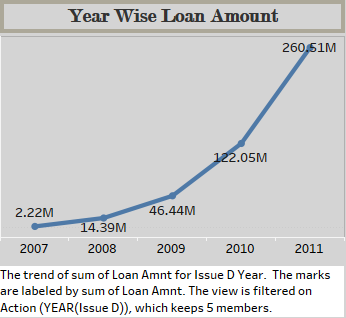 Year Wise Loan Amount
260.51M
122.05M
46.44M
2.22M
14.39M
2007 2008 2009 2010 2011
The trend of sum of Loan Amnt for Issue D Year. The marks
are labeled by sum of Loan Amnt. The view is filtered on
Action (YEAR(Issue D)), which keeps 5 members.